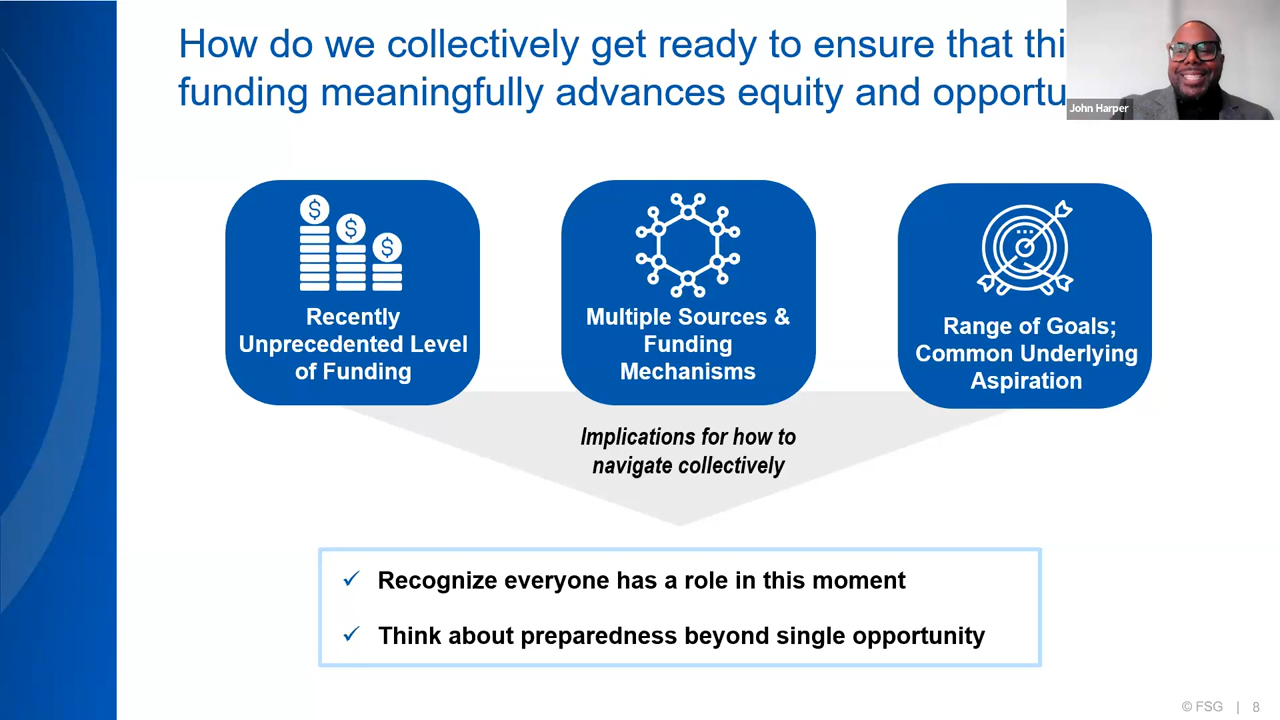 How do we collectively get ready to ensure that thi
funding meaningfully advances equity and opportu
John Harper
$
$
$
Recently
Unprecedented Level
of Funding
Multiple Sources &
Funding
Mechanisms
Range of Goals;
Common Underlying
Aspiration
Implications for how to
navigate collectively
✓ Recognize everyone has a role in this moment
✓ Think about preparedness beyond single opportunity
© FSG | 8